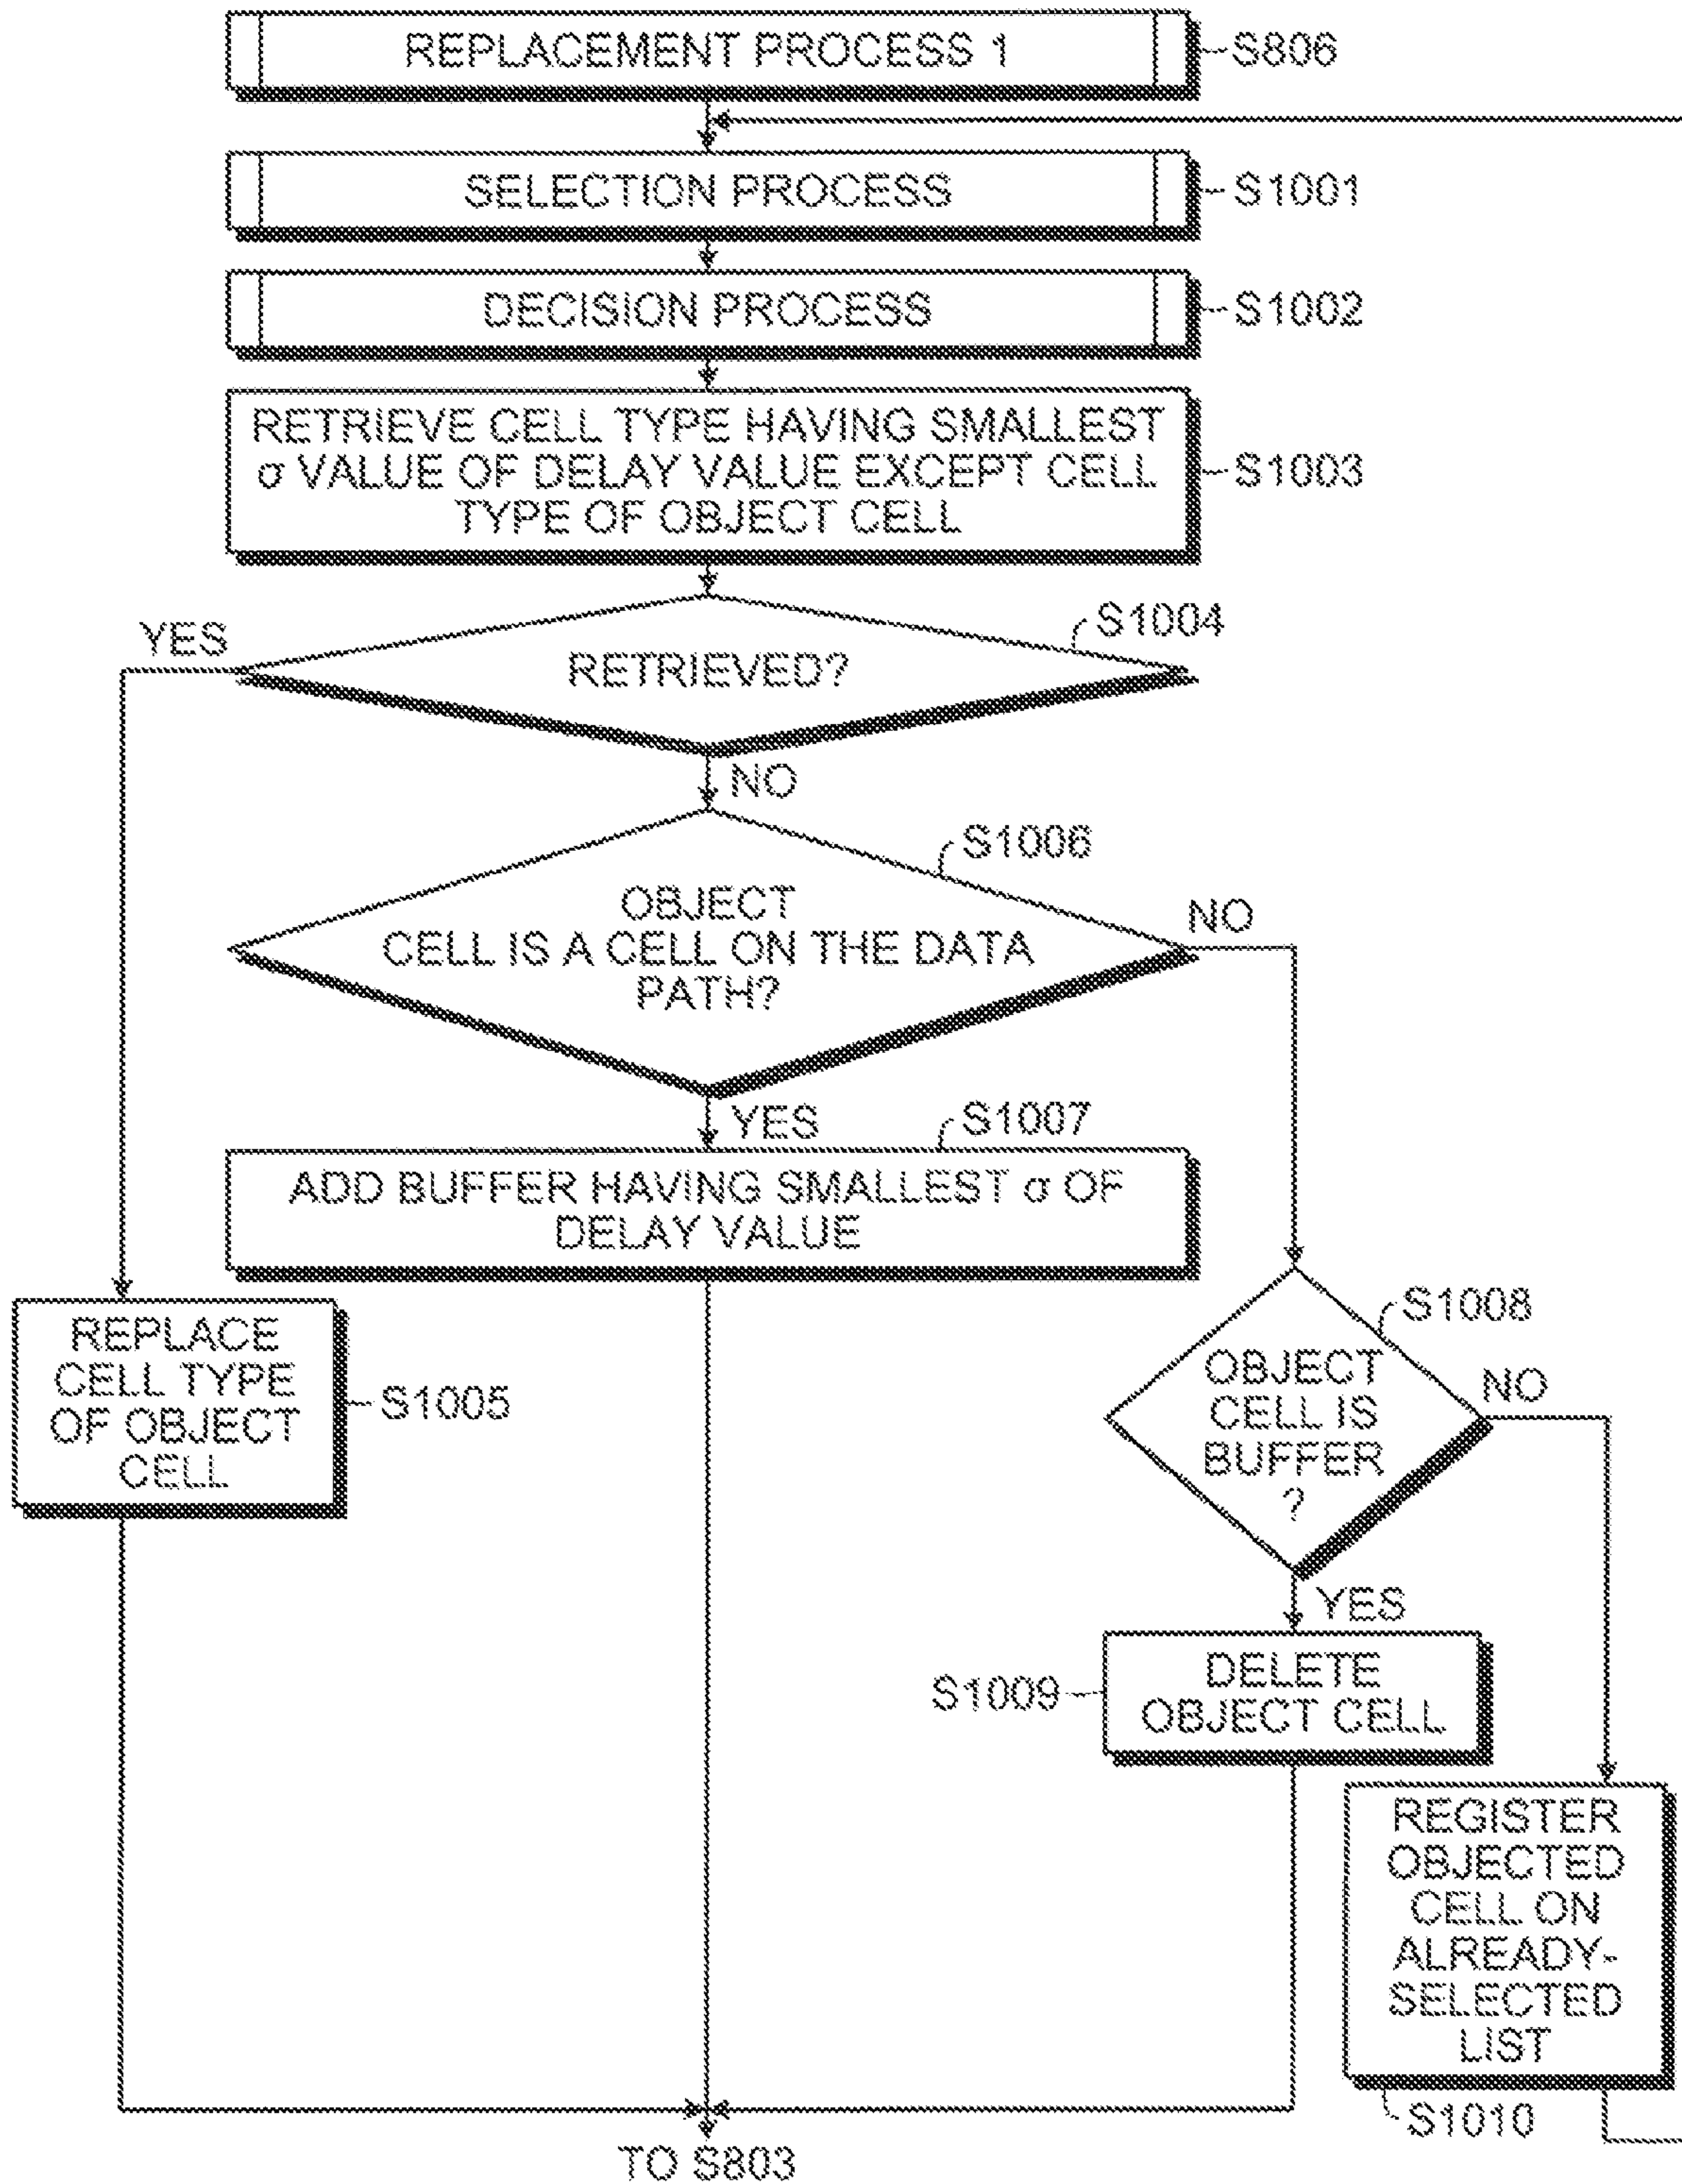 REPLACEMENT PROCESS 1
S806
SELECTION PROCESS
S1001
DECISION PROCESS
S1002
RETRIEVE CELL TYPE HAVING SMALLEST
σ VALUE OF DELAY VALUE EXCEPT CELL
TYPE OF OBJECT CELL
S1003
S1004
YES
RETRIEVED?
NO
S1006
OBJECT
CELL IS A CELL ON THE DATA
PATH?
NO
YES
S1007
ADD BUFFER HAVING SMALLEST σ OF
DELAY VALUE
REPLACE
CELL TYPE
OF OBJECT
CELL
S1005
S1008
OBJECT
CELL IS
BUFFER
?
NO
YES
S1009
DELETE
OBJECT CELL
REGISTER
OBJECTED
CELL ON
ALREADY-
SELECTED
LIST
S1010
TO S803